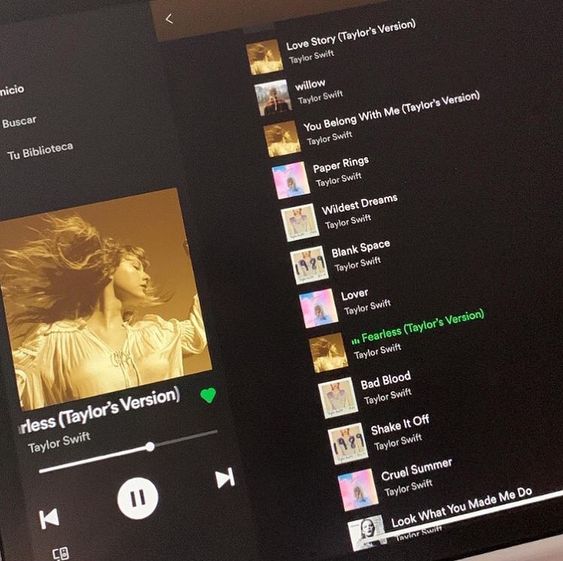 nicio
Buscar
Tu Biblioteca
rless (Taylor's Version)
Taylor Swift
Love Story (Taylor's Version)
Taylor Swift
willow
Taylor Swift
You Belong With Me (Taylor's Version)
Taylor Swift
Paper Rings
Taylor Swift
Wildest Dreams
Taylor Swift
Blank Space
Taylor Swift
Lover
Taylor Swift
Fearless (Taylor's Version)
Taylor Swift
Bad Blood
Taylor Swift
Shake It Off
Taylor Swift
Cruel Summer
Taylor Swift
Look What You Made Me Do
Taylor Swift
1989
1989